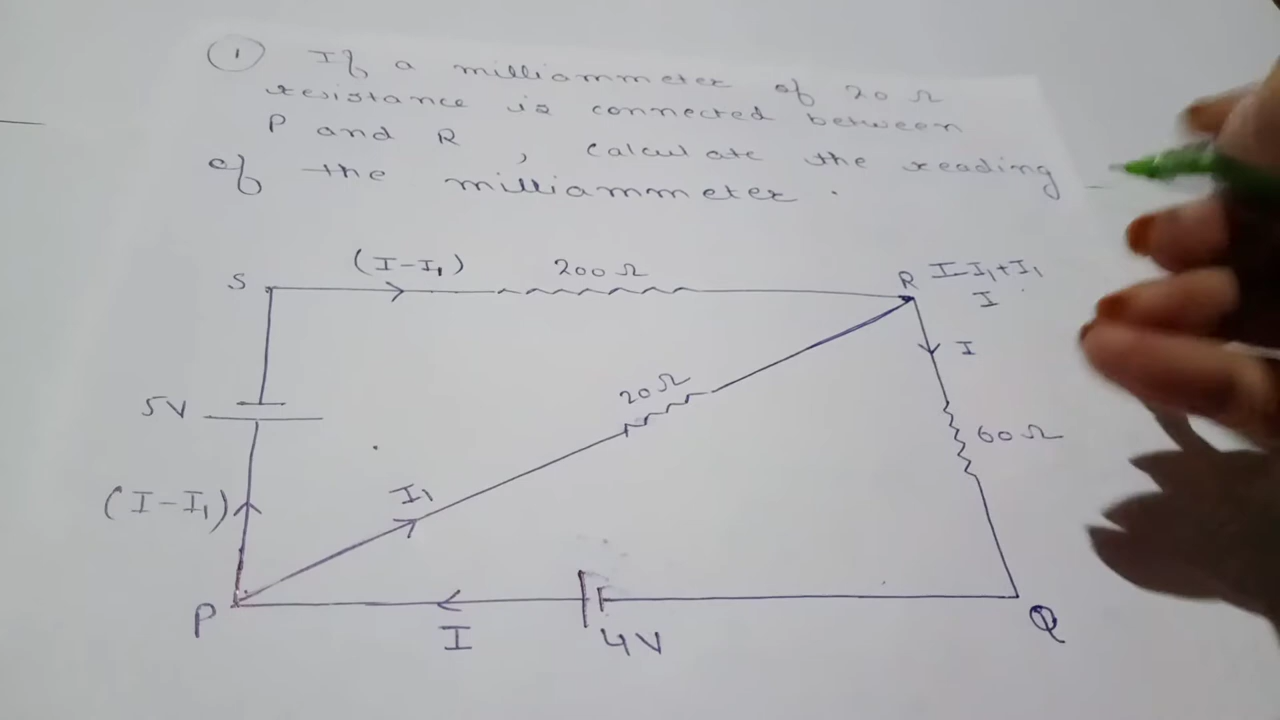 1 If a milliammeter of 20 Ω
resistance is connected between
P and R , calculate the reading
of the milliammeter .
S (I-I₁) 200 Ω R I-I₁+I₁
I
I
20 Ω
5V
60 Ω
(I-I₁) I₁
P I 4V Q